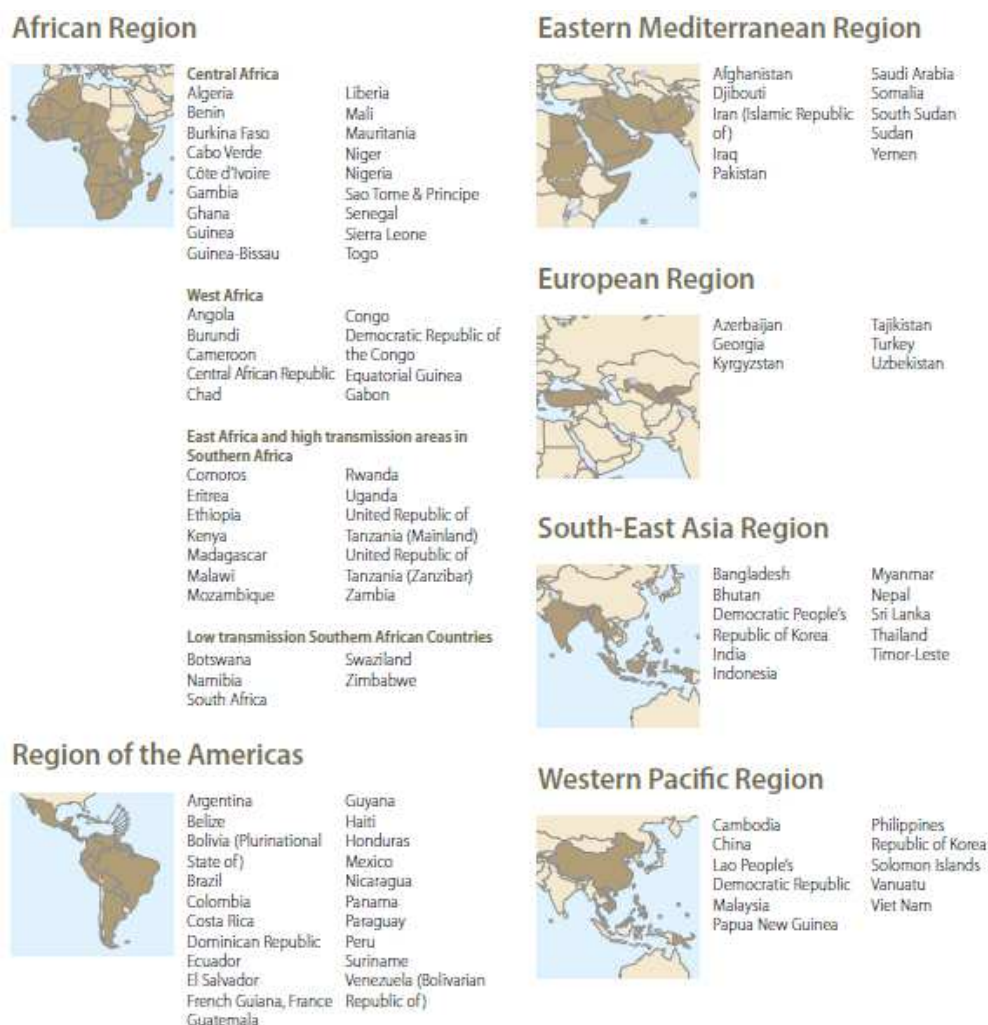 African Region
Central Africa
Algeria
Benin
Burkina Faso
Cabo Verde
Côte d'Ivoire
Gambia
Ghana
Guinea
Guinea-Bissau
Liberia
Mali
Mauritania
Niger
Nigeria
Sao Tome & Principe
Senegal
Sierra Leone
Togo
West Africa
Angola
Burundi
Cameroon
Central African Republic
Chad
Congo
Democratic Republic of
the Congo
Equatorial Guinea
Gabon
East Africa and high transmission areas in
Southern Africa
Comoros
Eritrea
Ethiopia
Kenya
Madagascar
Malawi
Mozambique
Rwanda
Uganda
United Republic of
Tanzania (Mainland)
United Republic of
Tanzania (Zanzibar)
Zambia
Low transmission Southern African Countries
Botswana
Namibia
South Africa
Swaziland
Zimbabwe
Region of the Americas
Argentina
Belize
Bolivia (Plurinational
State of)
Brazil
Colombia
Costa Rica
Dominican Republic
Ecuador
El Salvador
French Guiana, France
Guatemala
Guyana
Haiti
Honduras
Mexico
Nicaragua
Panama
Paraguay
Peru
Suriname
Venezuela (Bolivarian
Republic of)
Eastern Mediterranean Region
Afghanistan
Djibouti
Iran (Islamic Republic
of)
Iraq
Pakistan
Saudi Arabia
Somalia
South Sudan
Sudan
Yemen
European Region
Azerbaijan
Georgia
Kyrgyzstan
Tajikistan
Turkey
Uzbekistan
South-East Asia Region
Bangladesh
Bhutan
Democratic People's
Republic of Korea
India
Indonesia
Myanmar
Nepal
Sri Lanka
Thailand
Timor-Leste
Western Pacific Region
Cambodia
China
Lao People's
Democratic Republic
Malaysia
Papua New Guinea
Philippines
Republic of Korea
Solomon Islands
Vanuatu
Viet Nam